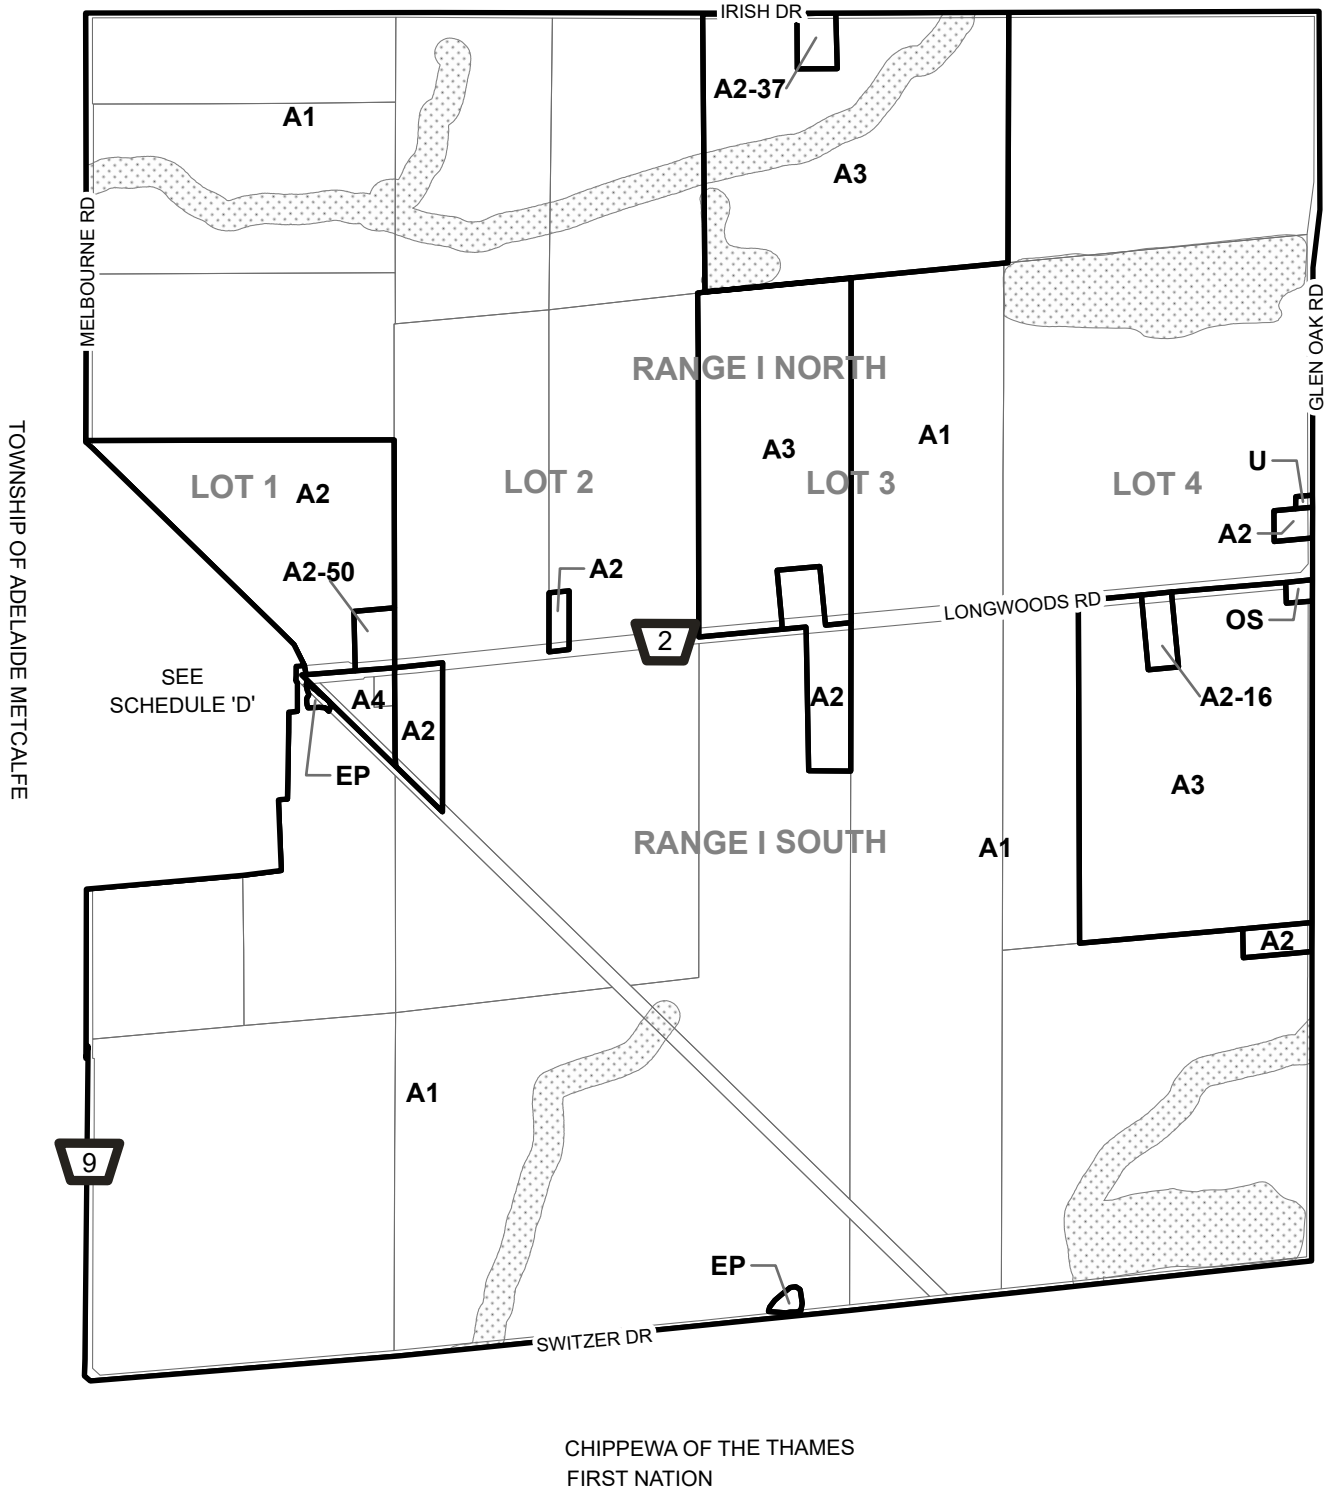 IRISH DR
A2-37
A1
A3
MELBOURNE RD
GLEN OAK RD
RANGE I NORTH
TOWNSHIP OF ADELAIDE METCALFE
A3
A1
U
LOT 1
A2
LOT 2
LOT 3
LOT 4
A2
A2-50
A2
LONGWOODS RD
OS
2
SEE
SCHEDULE 'D'
A4
A2
A2
A2-16
EP
A3
RANGE I SOUTH
A1
A2
A1
9
EP
SWITZER DR
CHIPPEWA OF THE THAMES
FIRST NATION